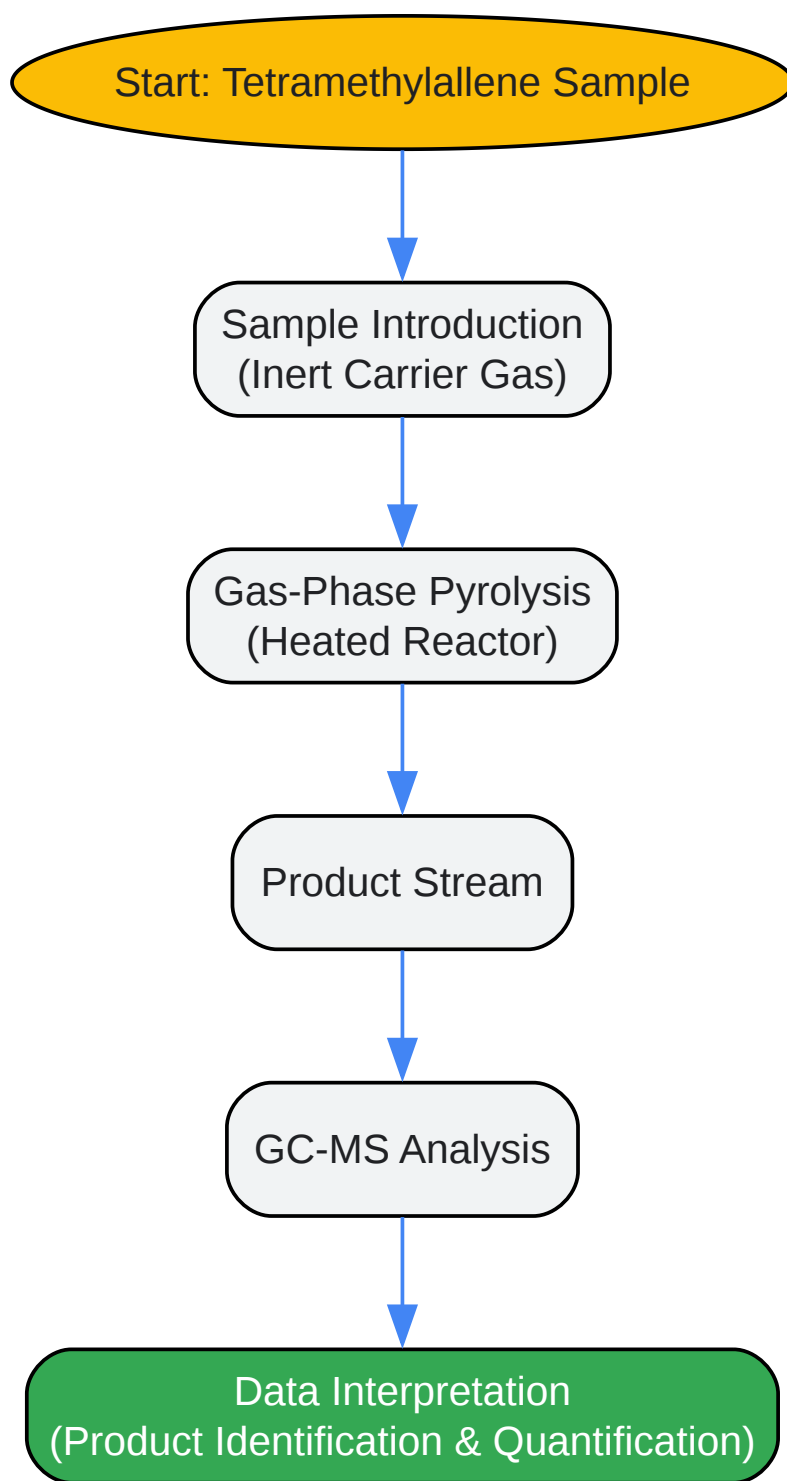 Start: Tetramethylallene Sample
Sample Introduction
(Inert Carrier Gas)
Gas-Phase Pyrolysis
(Heated Reactor)
Product Stream
GC-MS Analysis
Data Interpretation
(Product Identification & Quantification)